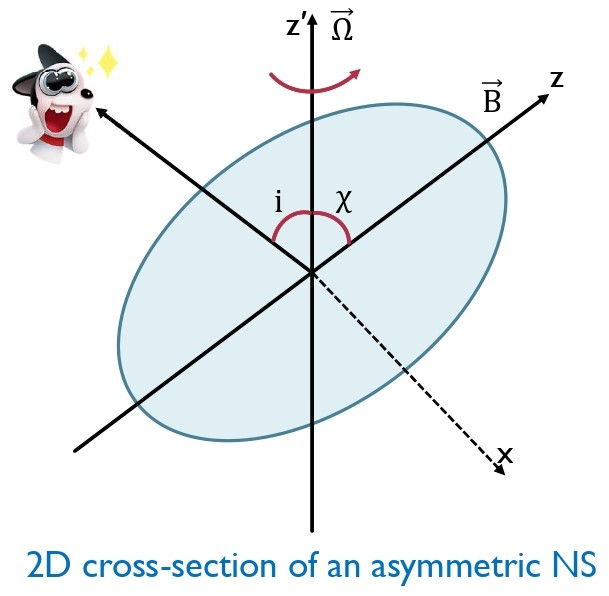 z′ Ω⃗
B⃗ z
i χ
x
2D cross-section of an asymmetric NS